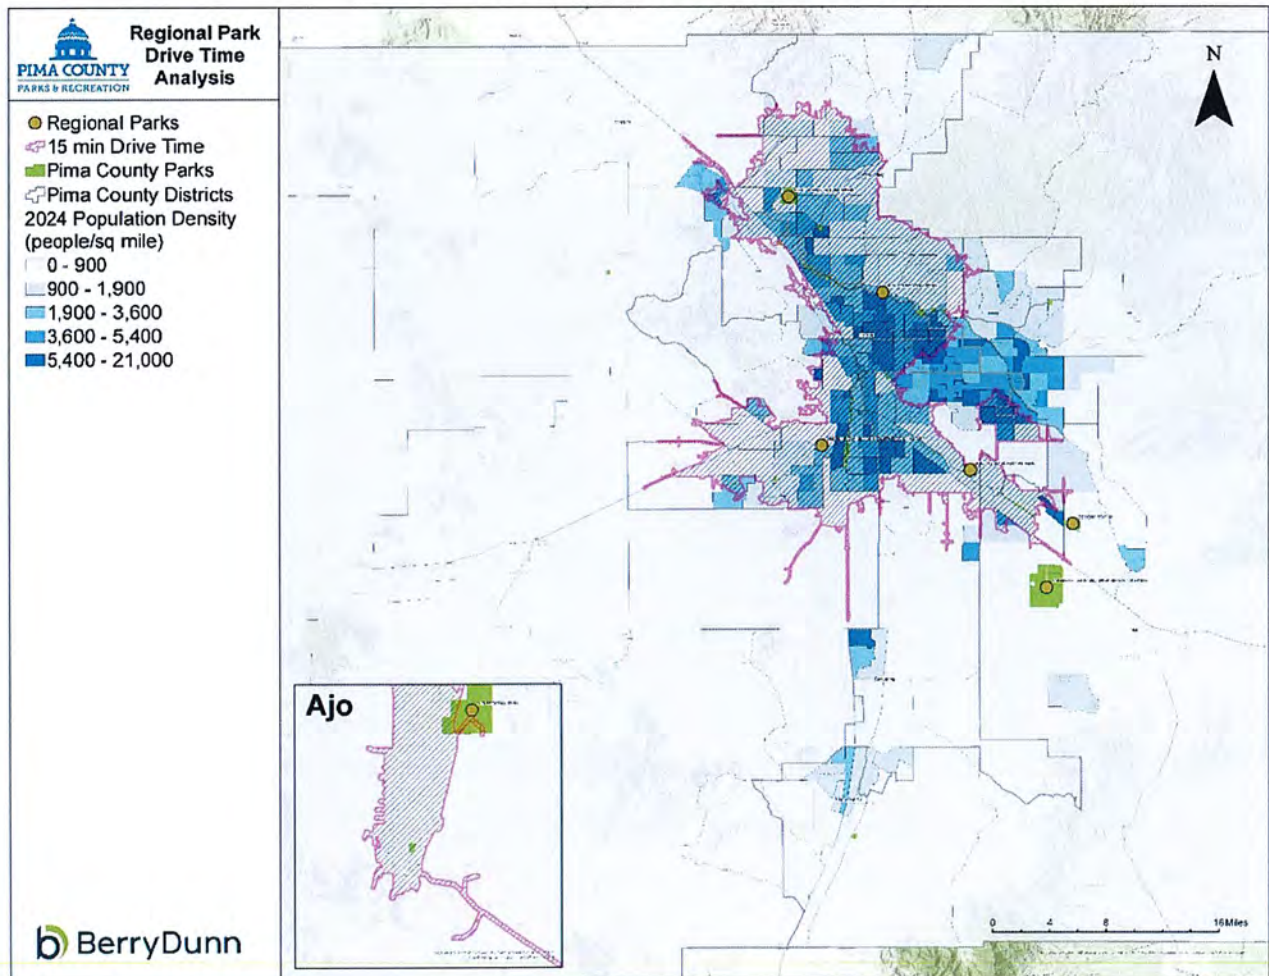 PIMA COUNTY
PARKS & RECREATION
Regional Park
Drive Time
Analysis
Regional Parks
15 min Drive Time
Pima County Parks
Pima County Districts
2024 Population Density
(people/sq mile)
0 - 900
900 - 1,900
1,900 - 3,600
3,600 - 5,400
5,400 - 21,000
N
Ajo
0 4 8 16 Miles
BerryDunn